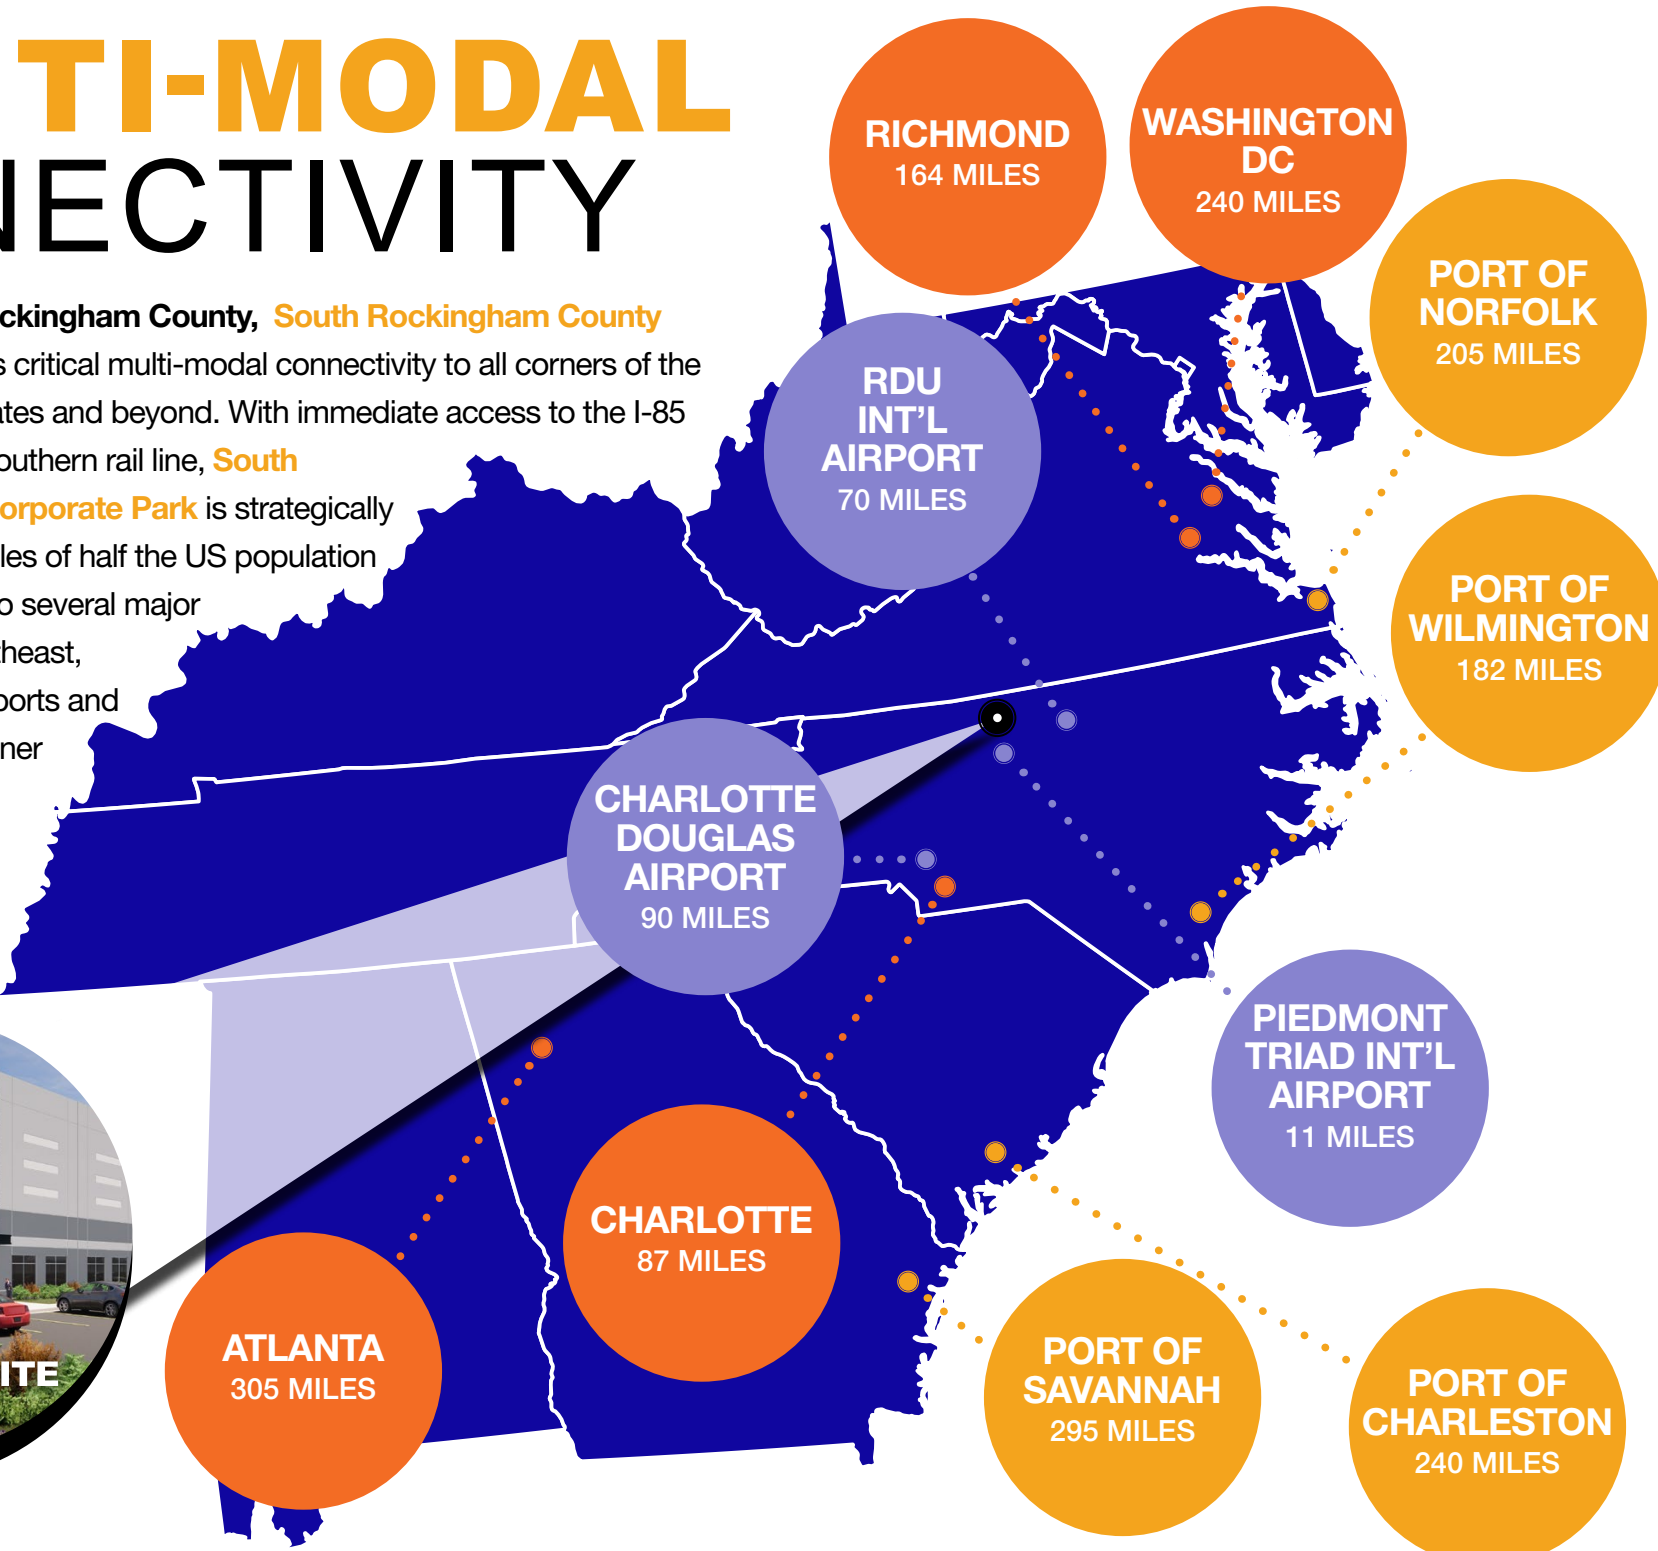 TI-MODAL
NECTIVITY
ckingham County, South Rockingham County
s critical multi-modal connectivity to all corners of the
ates and beyond. With immediate access to the I-85
outhern rail line, South
orporate Park is strategically
les of half the US population
o several major
theast,
ports and
ner
RICHMOND
164 MILES
WASHINGTON
DC
240 MILES
PORT OF
NORFOLK
205 MILES
RDU
INT'L
AIRPORT
70 MILES
PORT OF
WILMINGTON
182 MILES
CHARLOTTE
DOUGLAS
AIRPORT
90 MILES
PIEDMONT
TRIAD INT'L
AIRPORT
11 MILES
CHARLOTTE
87 MILES
ATLANTA
305 MILES
PORT OF
SAVANNAH
295 MILES
PORT OF
CHARLESTON
240 MILES
ITE